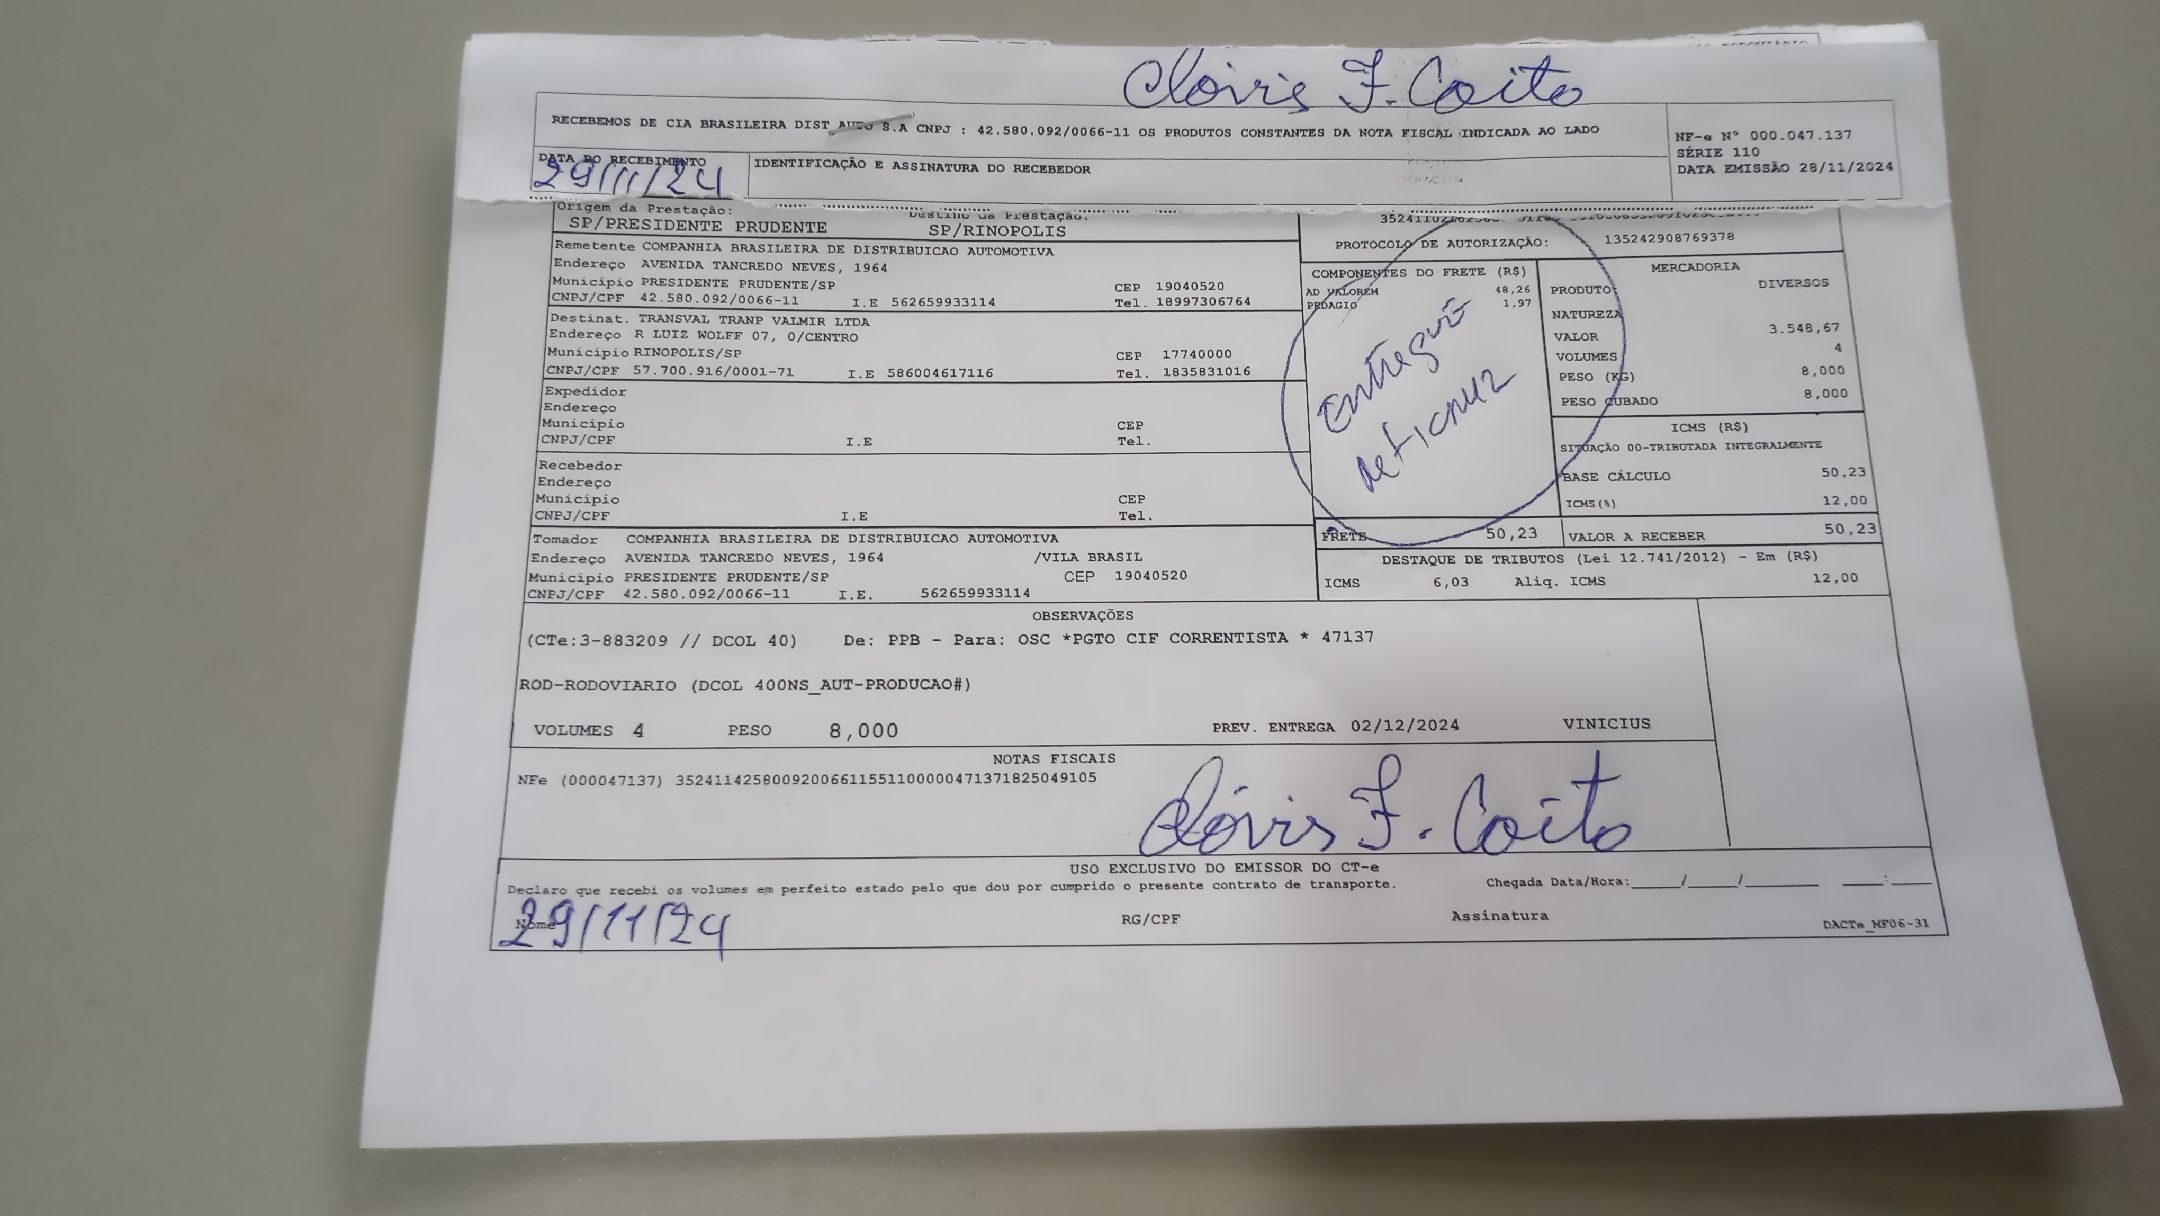 Clóvis F. Coito
RECEBEMOS DE CIA BRASILEIRA DIST AUTO S.A CNPJ : 42.580.092/0066-11 OS PRODUTOS CONSTANTES DA NOTA FISCAL INDICADA AO LADO
NF-e Nº 000.047.137
SÉRIE 110
DATA EMISSÃO 28/11/2024
DATA DO RECEBIMENTO
29/11/24
IDENTIFICAÇÃO E ASSINATURA DO RECEBEDOR
Origem da Prestação:
SP/PRESIDENTE PRUDENTE
Destino da Prestação:
SP/RINOPOLIS
PROTOCOLO DE AUTORIZAÇÃO: 135242908769378
Remetente COMPANHIA BRASILEIRA DE DISTRIBUICAO AUTOMOTIVA
Endereço AVENIDA TANCREDO NEVES, 1964
Município PRESIDENTE PRUDENTE/SP CEP 19040520
CNPJ/CPF 42.580.092/0066-11 I.E 562659933114 Tel. 18997306764
Destinat. TRANSVAL TRANP VALMIR LTDA
Endereço R LUIZ WOLFF 07, 0/CENTRO
Município RINOPOLIS/SP CEP 17740000
CNPJ/CPF 57.700.916/0001-71 I.E 586004617116 Tel. 1835831016
Expedidor
Endereço
Município CEP
CNPJ/CPF I.E Tel.
Recebedor
Endereço
Município CEP
CNPJ/CPF I.E Tel.
Tomador COMPANHIA BRASILEIRA DE DISTRIBUICAO AUTOMOTIVA
Endereço AVENIDA TANCREDO NEVES, 1964 /VILA BRASIL
Município PRESIDENTE PRUDENTE/SP CEP 19040520
CNPJ/CPF 42.580.092/0066-11 I.E. 562659933114
COMPONENTES DO FRETE (R$)
AD VALOREM 48,26
PEDAGIO 1,97
Entregue
MERCADORIA
PRODUTO: DIVERSOS
NATUREZA
VALOR 3.548,67
VOLUMES 4
PESO (KG) 8,000
PESO CUBADO 8,000
ICMS (R$)
SITUAÇÃO 00-TRIBUTADA INTEGRALMENTE
BASE CÁLCULO 50,23
ICMS(%) 12,00
FRETE 50,23 VALOR A RECEBER 50,23
DESTAQUE DE TRIBUTOS (Lei 12.741/2012) - Em (R$)
ICMS 6,03 Aliq. ICMS 12,00
OBSERVAÇÕES
(CTe:3-883209 // DCOL 40) De: PPB - Para: OSC *PGTO CIF CORRENTISTA * 47137
ROD-RODOVIARIO (DCOL 400NS_AUT-PRODUCAO#)
VOLUMES 4 PESO 8,000 PREV. ENTREGA 02/12/2024 VINICIUS
NOTAS FISCAIS
NFe (000047137) 35241142580092006611551100000471371825049105
Clóvis F. Coito
USO EXCLUSIVO DO EMISSOR DO CT-e
Declaro que recebi os volumes em perfeito estado pelo que dou por cumprido o presente contrato de transporte. Chegada Data/Hora:____/____/______ ___:___
Nome RG/CPF Assinatura
29/11/24
DACTe_MF06-31